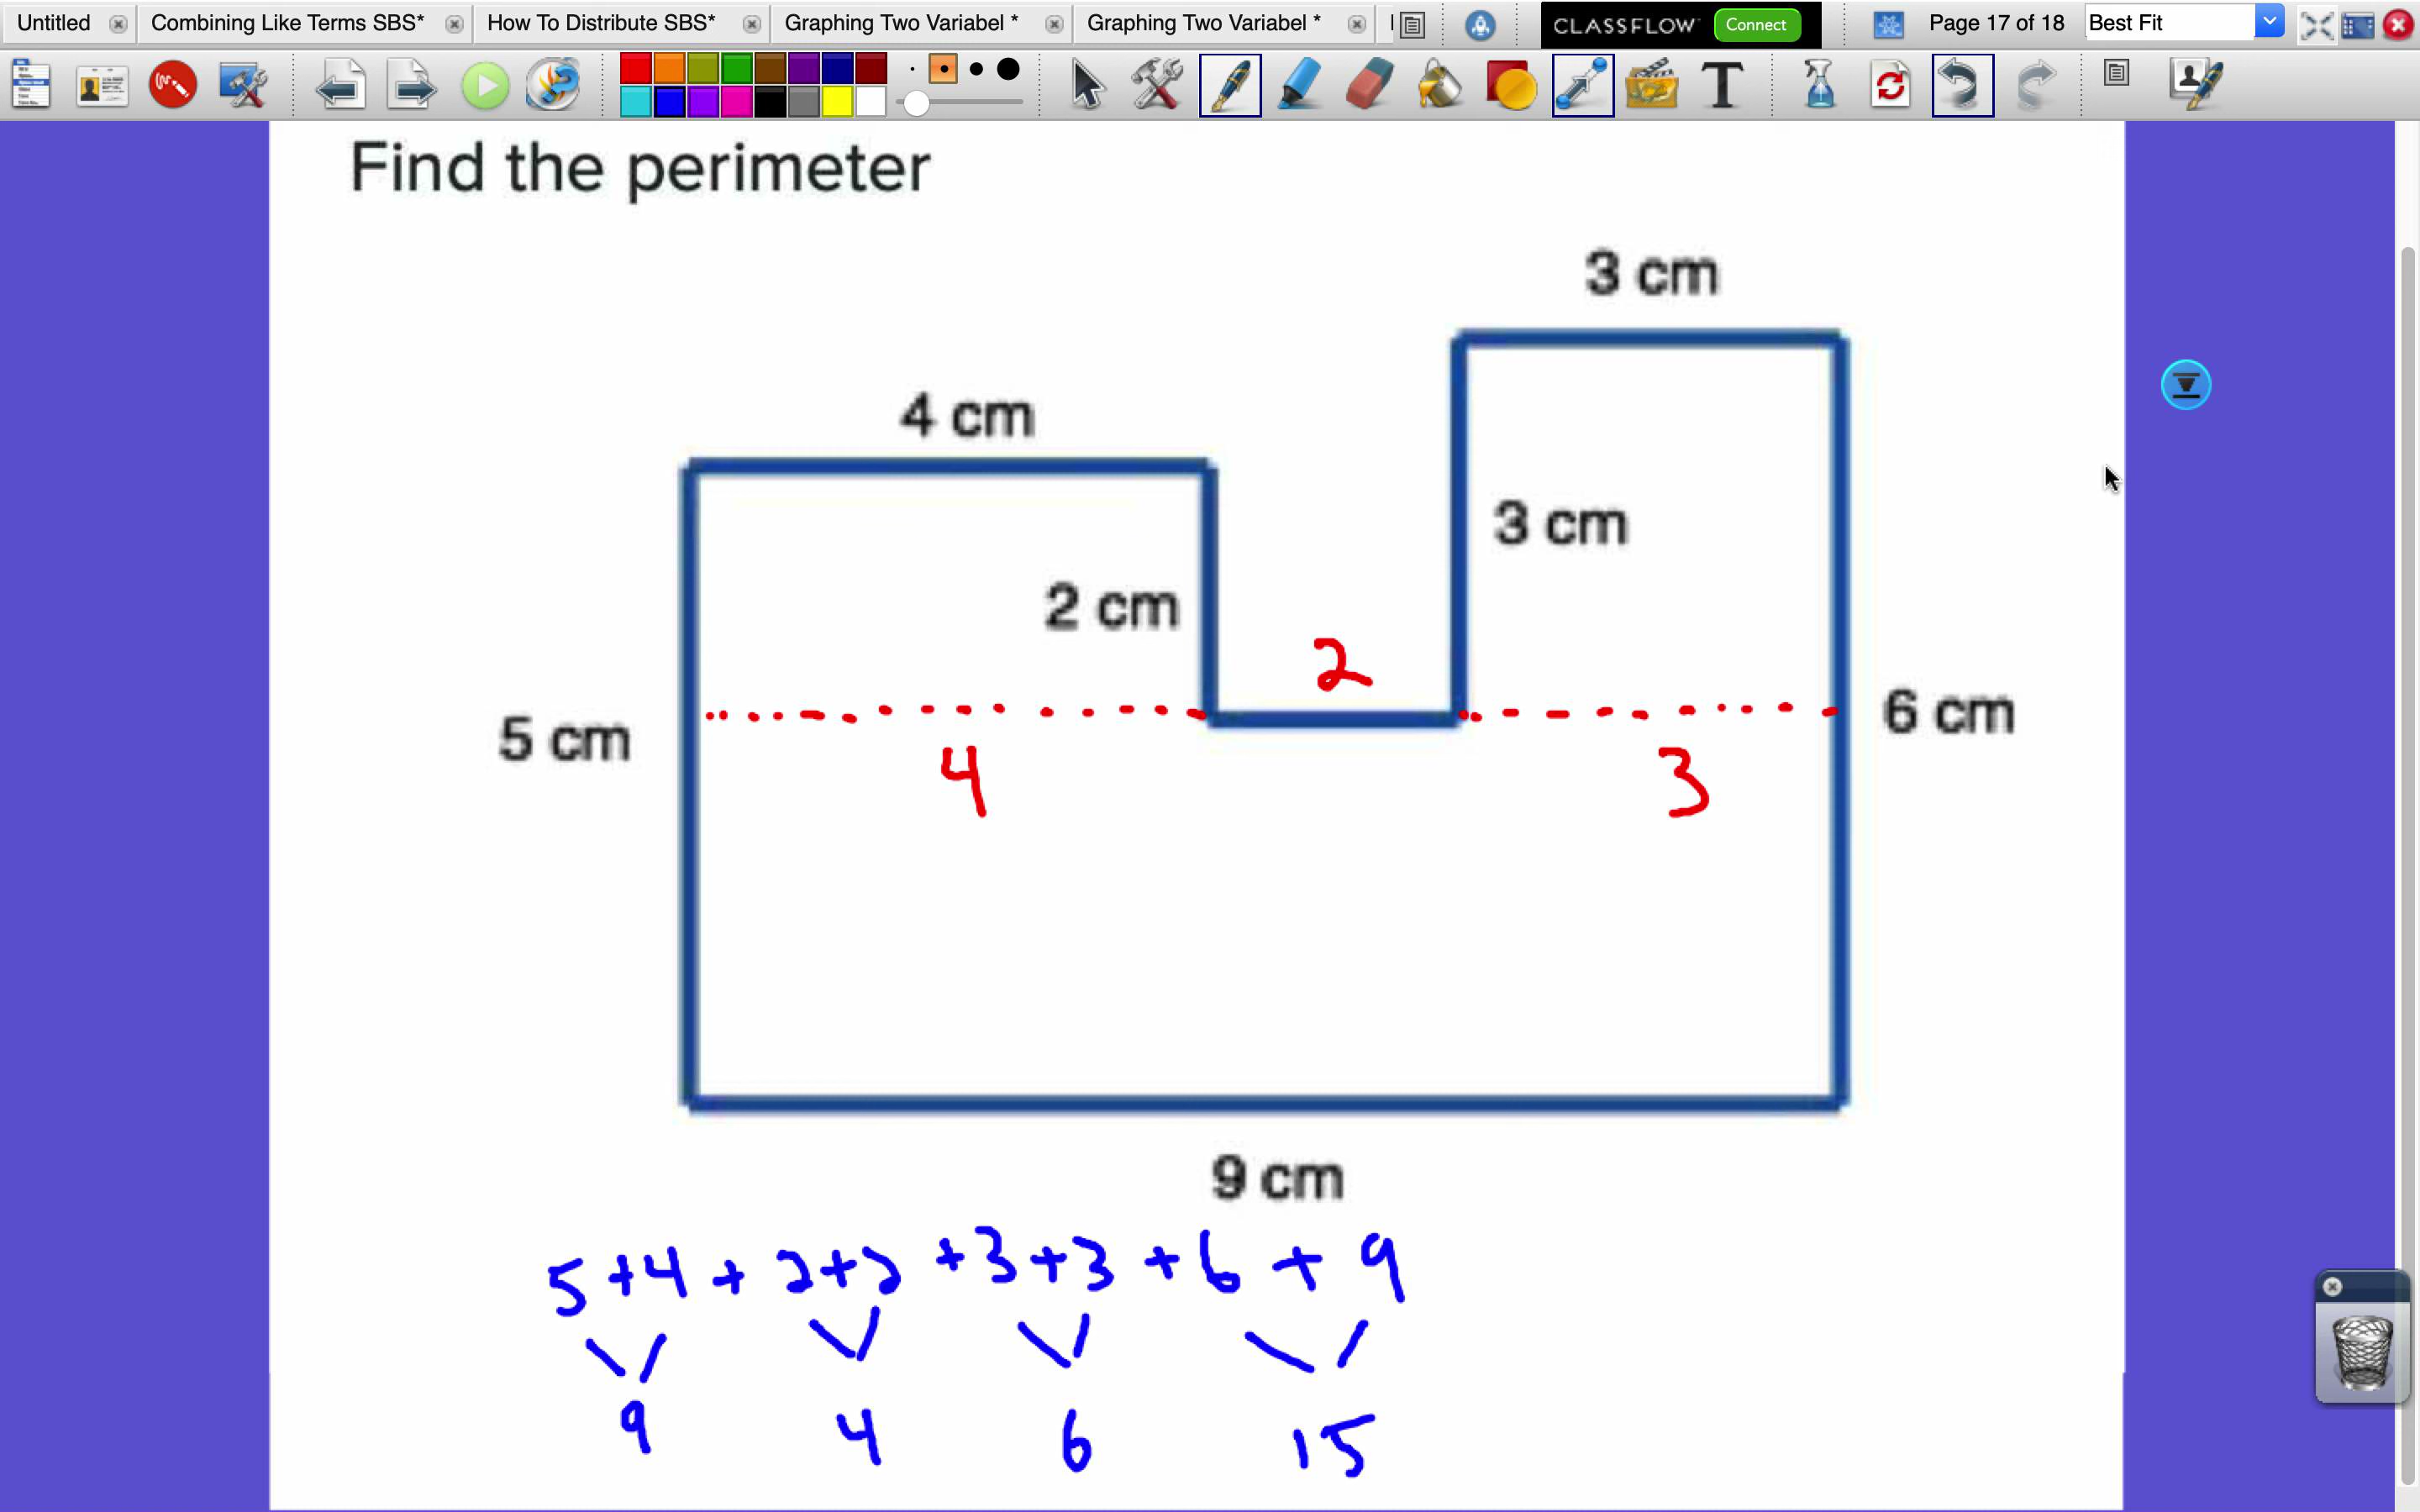 Untitled Combining Like Terms SBS* How To Distribute SBS* Graphing Two Variabel * Graphing Two Variabel * CLASSFLOW Connect Page 17 of 18 Best Fit
T
Find the perimeter
3 cm
4 cm
3 cm
2 cm
2
5 cm
6 cm
4
3
9 cm
5+4 + 2+2 +3+3 +6 + 9
9 4 6 15